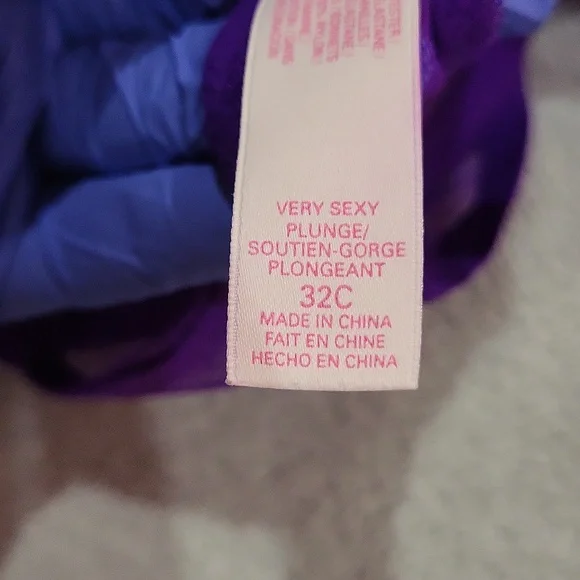 VERY SEXY
PLUNGE/
SOUTIEN-GORGE
PLONGEANT
32C
MADE IN CHINA
FAIT EN CHINE
HECHO EN CHINA